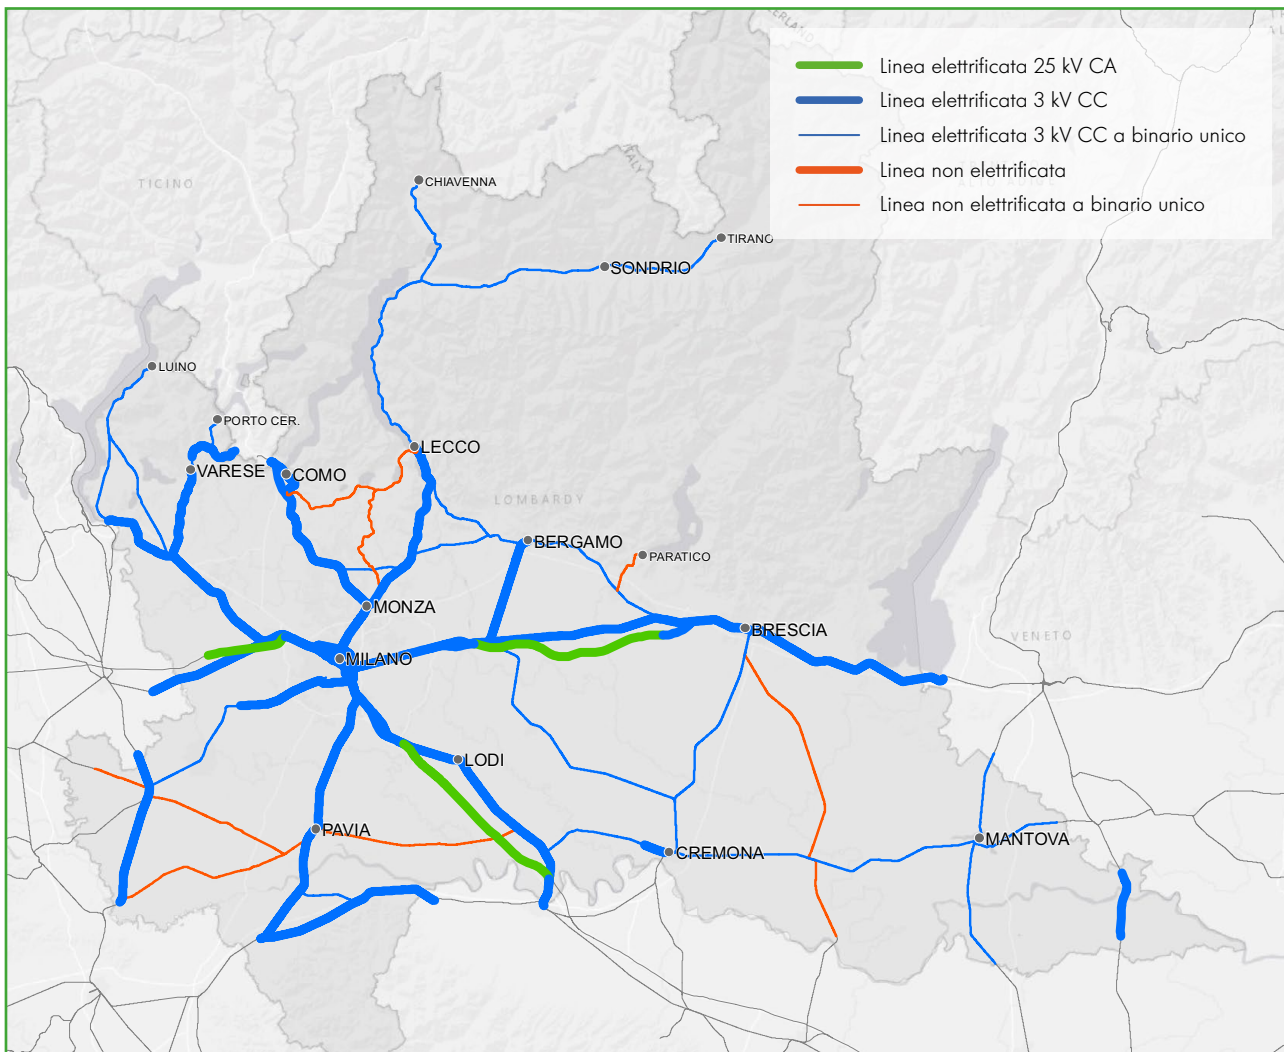 Linea elettrificata 25 kV CA
Linea elettrificata 3 kV CC
Linea elettrificata 3 kV CC a binario unico
Linea non elettrificata
Linea non elettrificata a binario unico
TICINO
CHIAVENNA
ITALY
TIRANO
SONDRIO
LUINO
PORTO CER.
LECCO
VARESE
COMO
LOMBARDY
BERGAMO
PARATICO
MONZA
BRESCIA
VENETO
MILANO
LODI
PAVIA
MANTOVA
CREMONA